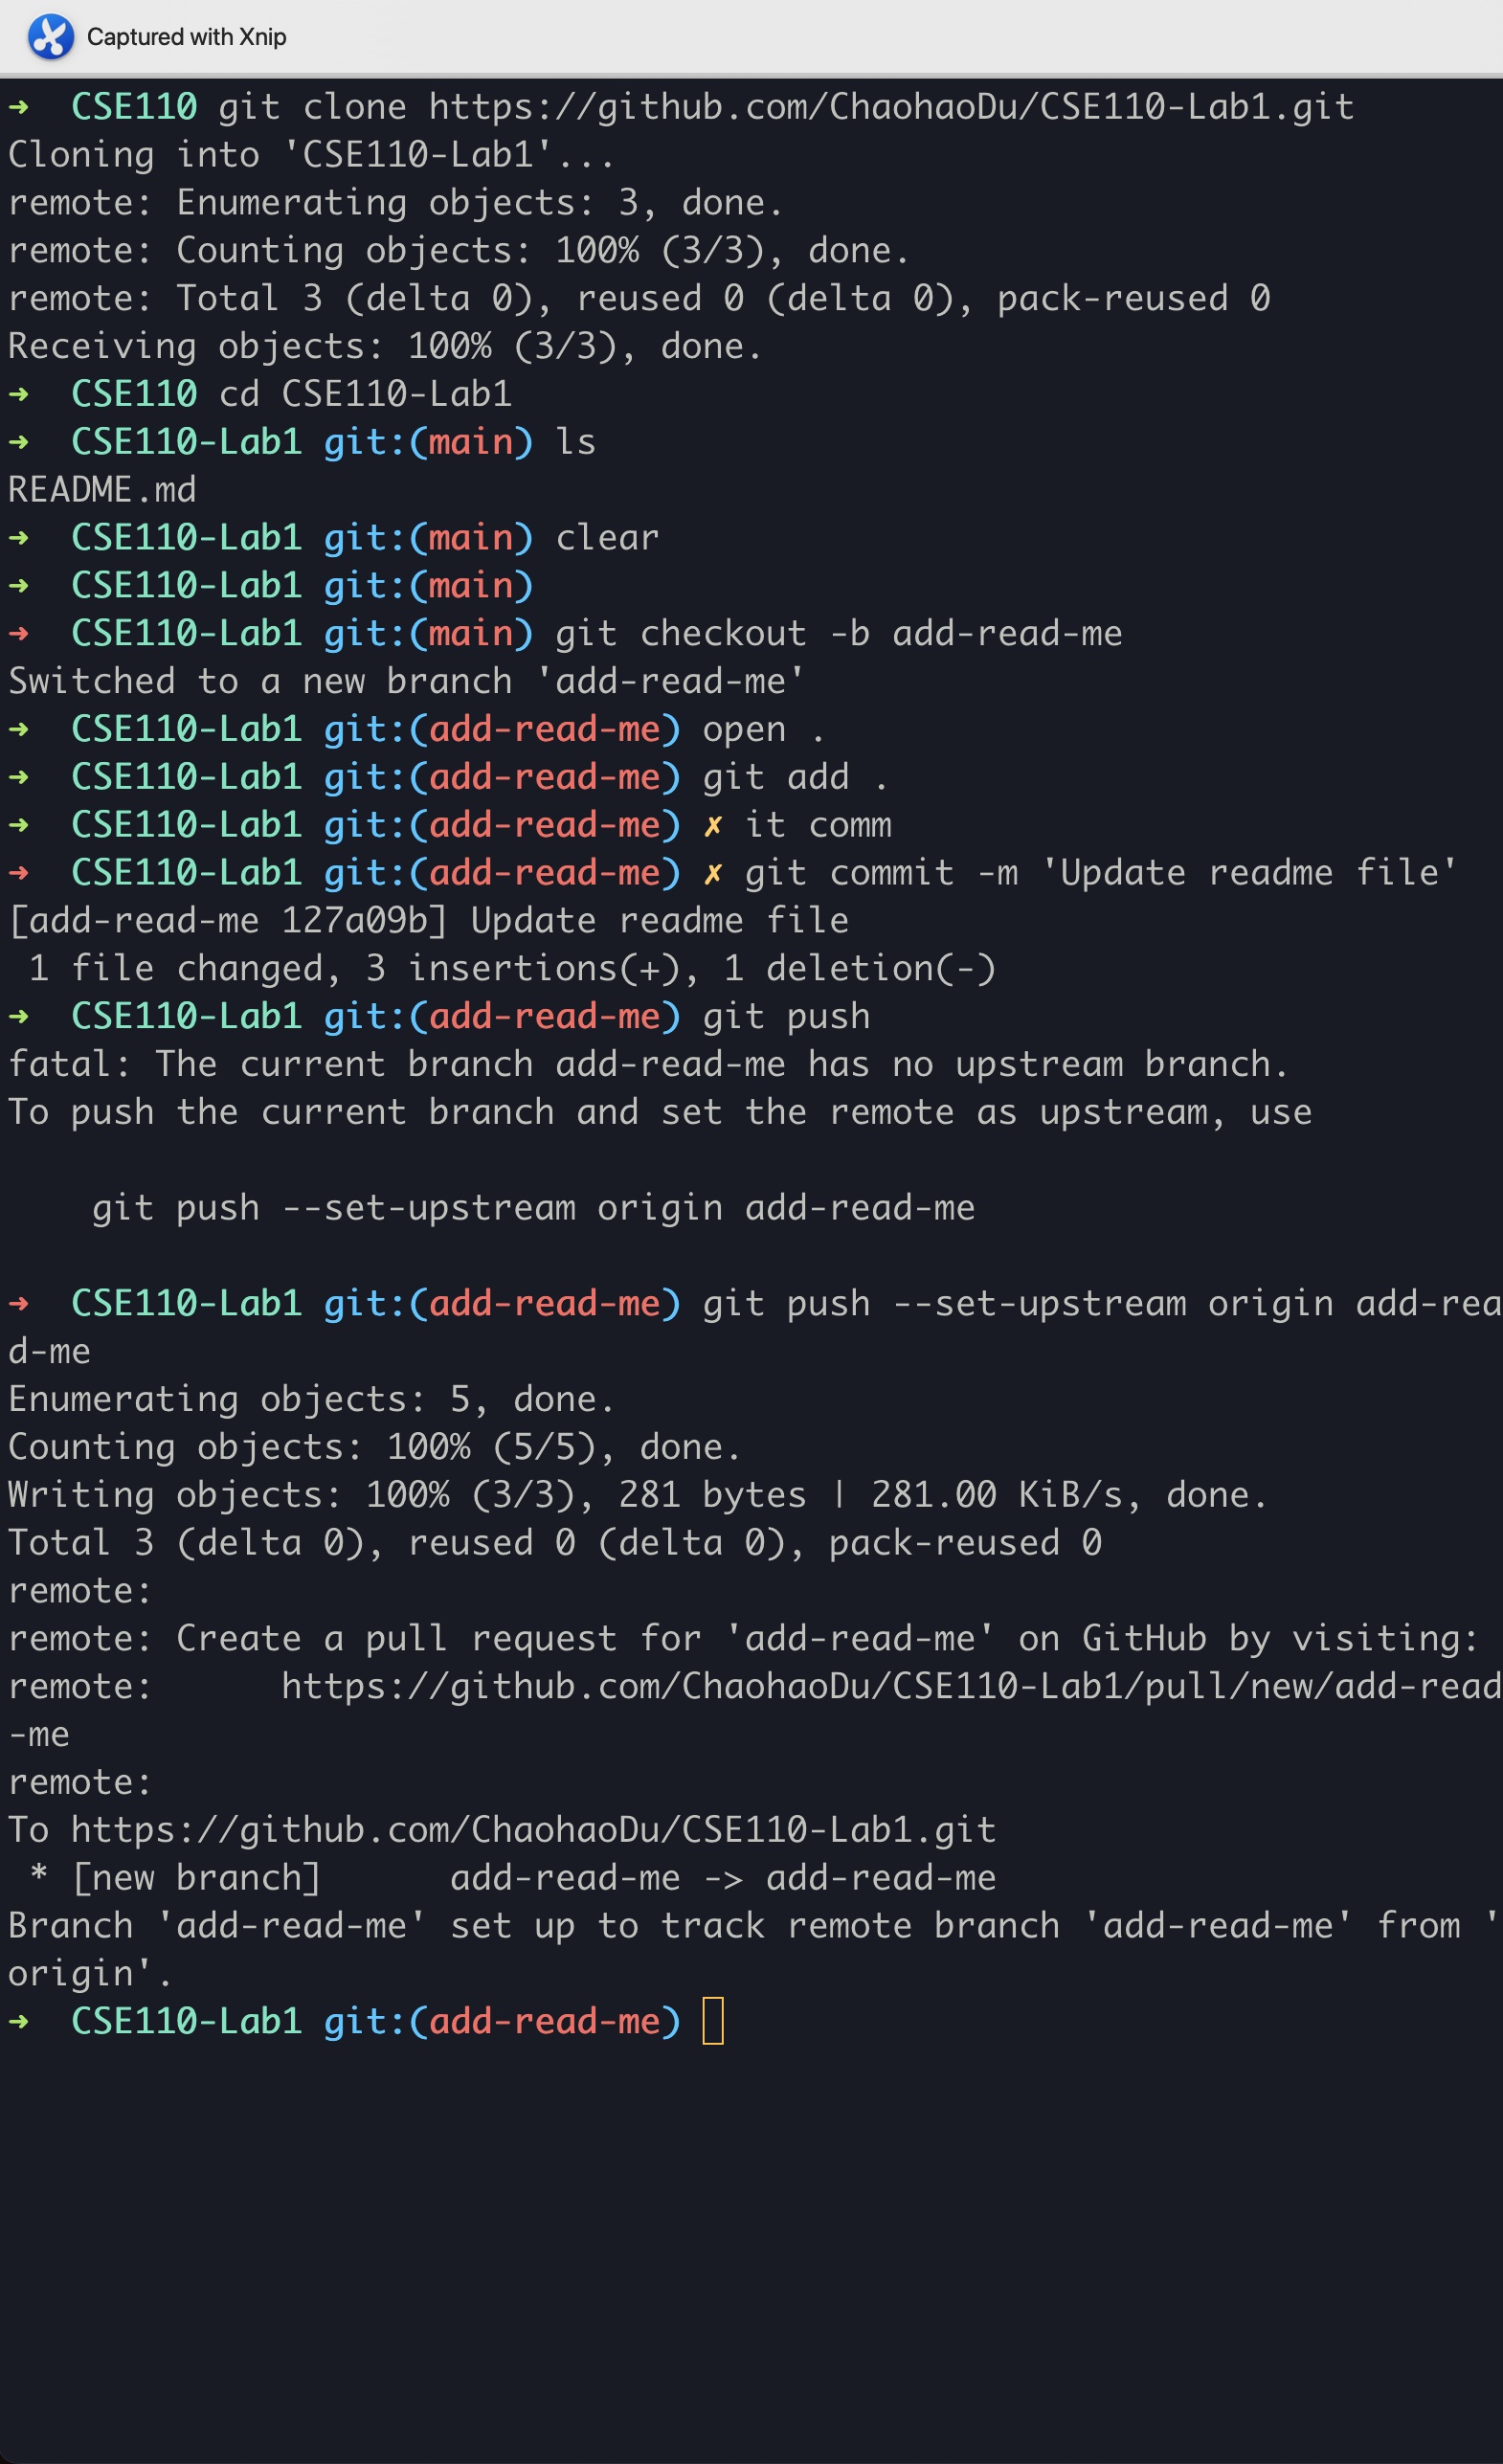 Captured with Xnip
➜  CSE110 git clone https://github.com/ChaohaoDu/CSE110-Lab1.git
Cloning into 'CSE110-Lab1'...
remote: Enumerating objects: 3, done.
remote: Counting objects: 100% (3/3), done.
remote: Total 3 (delta 0), reused 0 (delta 0), pack-reused 0
Receiving objects: 100% (3/3), done.
➜  CSE110 cd CSE110-Lab1
➜  CSE110-Lab1 git:(main) ls
README.md
➜  CSE110-Lab1 git:(main) clear
➜  CSE110-Lab1 git:(main)
➜  CSE110-Lab1 git:(main) git checkout -b add-read-me
Switched to a new branch 'add-read-me'
➜  CSE110-Lab1 git:(add-read-me) open .
➜  CSE110-Lab1 git:(add-read-me) git add .
➜  CSE110-Lab1 git:(add-read-me) ✗ it comm
➜  CSE110-Lab1 git:(add-read-me) ✗ git commit -m 'Update readme file'
[add-read-me 127a09b] Update readme file
 1 file changed, 3 insertions(+), 1 deletion(-)
➜  CSE110-Lab1 git:(add-read-me) git push
fatal: The current branch add-read-me has no upstream branch.
To push the current branch and set the remote as upstream, use
    git push --set-upstream origin add-read-me
➜  CSE110-Lab1 git:(add-read-me) git push --set-upstream origin add-rea
d-me
Enumerating objects: 5, done.
Counting objects: 100% (5/5), done.
Writing objects: 100% (3/3), 281 bytes | 281.00 KiB/s, done.
Total 3 (delta 0), reused 0 (delta 0), pack-reused 0
remote:
remote: Create a pull request for 'add-read-me' on GitHub by visiting:
remote:      https://github.com/ChaohaoDu/CSE110-Lab1/pull/new/add-read
-me
remote:
To https://github.com/ChaohaoDu/CSE110-Lab1.git
 * [new branch]      add-read-me -> add-read-me
Branch 'add-read-me' set up to track remote branch 'add-read-me' from '
origin'.
➜  CSE110-Lab1 git:(add-read-me)